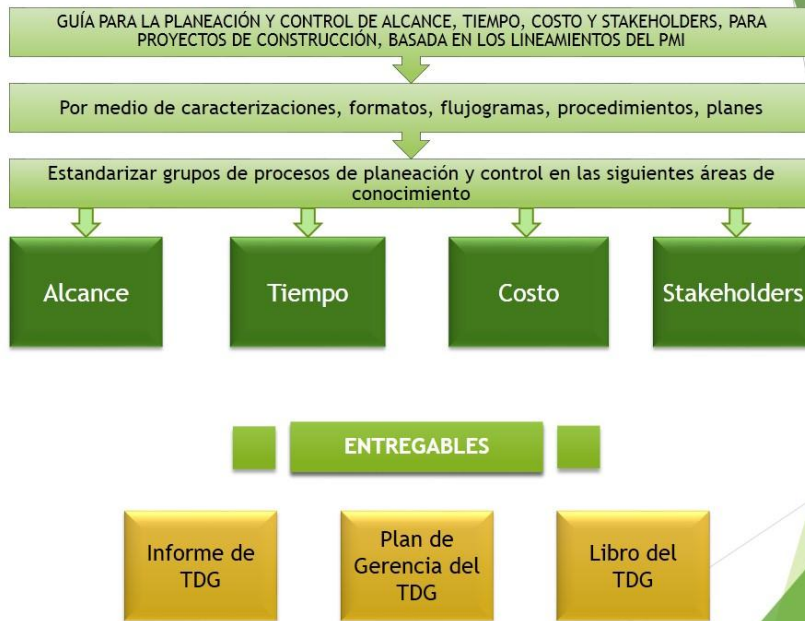 GUÍA PARA LA PLANEACIÓN Y CONTROL DE ALCANCE, TIEMPO, COSTO Y STAKEHOLDERS, PARA
PROYECTOS DE CONSTRUCCIÓN, BASADA EN LOS LINEAMIENTOS DEL PMI
Por medio de caracterizaciones, formatos, flujogramas, procedimientos, planes
Estandarizar grupos de procesos de planeación y control en las siguientes áreas de
conocimiento
Alcance
Tiempo
Costo
Stakeholders
ENTREGABLES
Informe de
TDG
Plan de
Gerencia del
TDG
Libro del
TDG